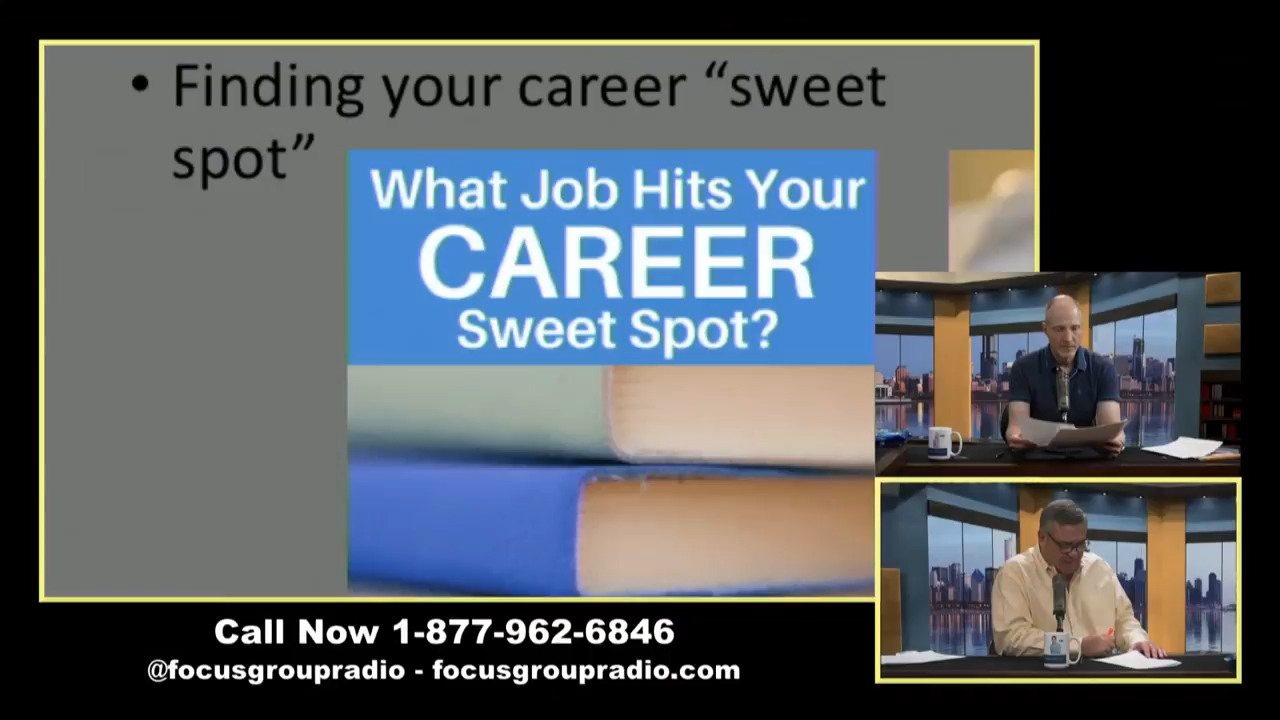 • Finding your career “sweet
spot”
What Job Hits Your
CAREER
Sweet Spot?
Call Now 1-877-962-6846
@focusgroupradio - focusgroupradio.com